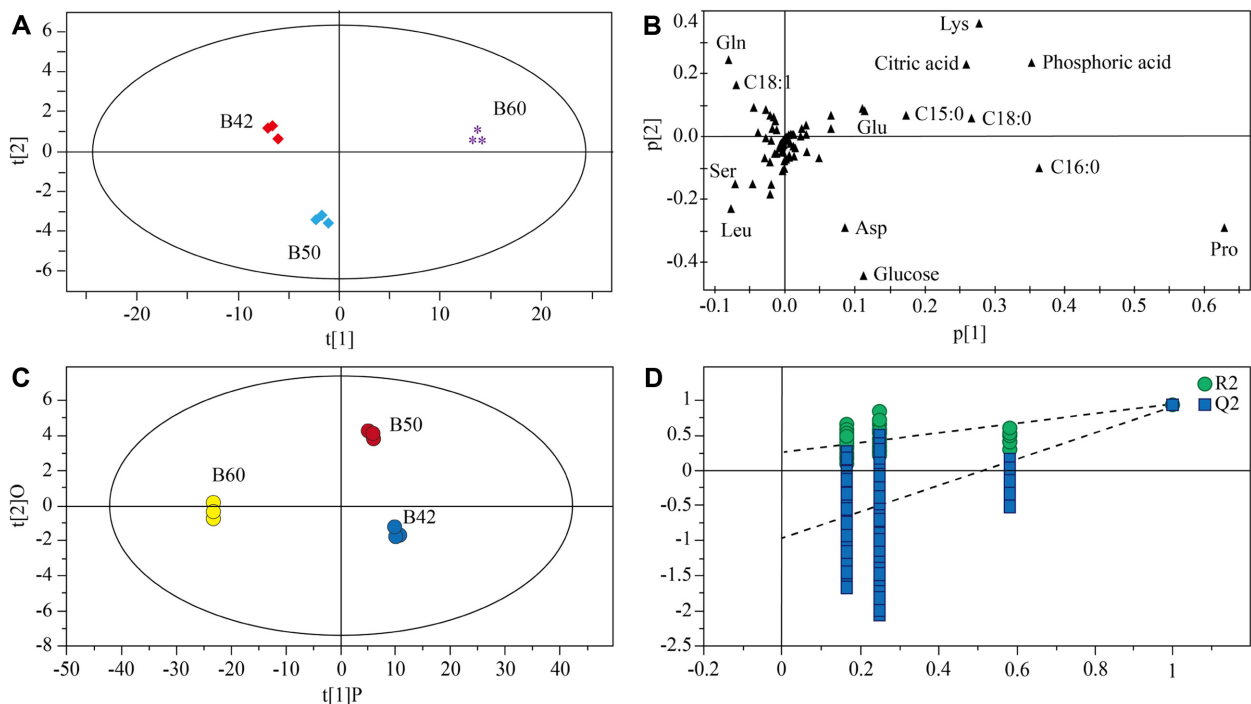 A
6
4
2
0
-2
-4
-6
t[2]
B42
B60
*
**
B50
-20
-10
0
10
20
t[1]
B
0.4
0.2
0.0
-0.2
-0.4
p[2]
Lys
Gln
Citric acid
Phosphoric acid
C18:1
C15:0
C18:0
Glu
Ser
C16:0
Leu
Asp
Pro
Glucose
-0.1
0.0
0.1
0.2
0.3
0.4
0.5
0.6
p[1]
C
8
6
4
2
0
-2
-4
-6
-8
t[2]O
B50
B60
B42
-50
-40
-30
-20
-10
0
10
20
30
40
t[1]P
D
R2
Q2
1
0.5
0
-0.5
-1
-1.5
-2
-2.5
-0.2
0
0.2
0.4
0.6
0.8
1